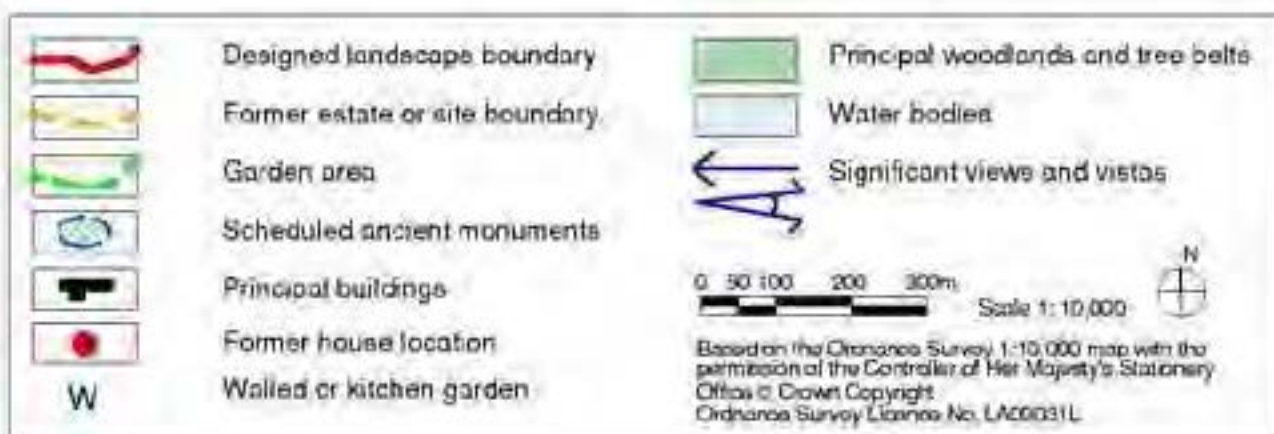 Designed landscape boundary
Former estate or site boundary
Garden area
Scheduled ancient monuments
Principal buildings
Former house location
W Walled or kitchen garden
Principal woodlands and tree belts
Water bodies
Significant views and vistas
N
0 50 100 200 300m
Scale 1:10,000
Based on the Ordnance Survey 1:10,000 map with the
permission of the Controller of Her Majesty's Stationery
Office © Crown Copyright
Ordnance Survey Licence No.